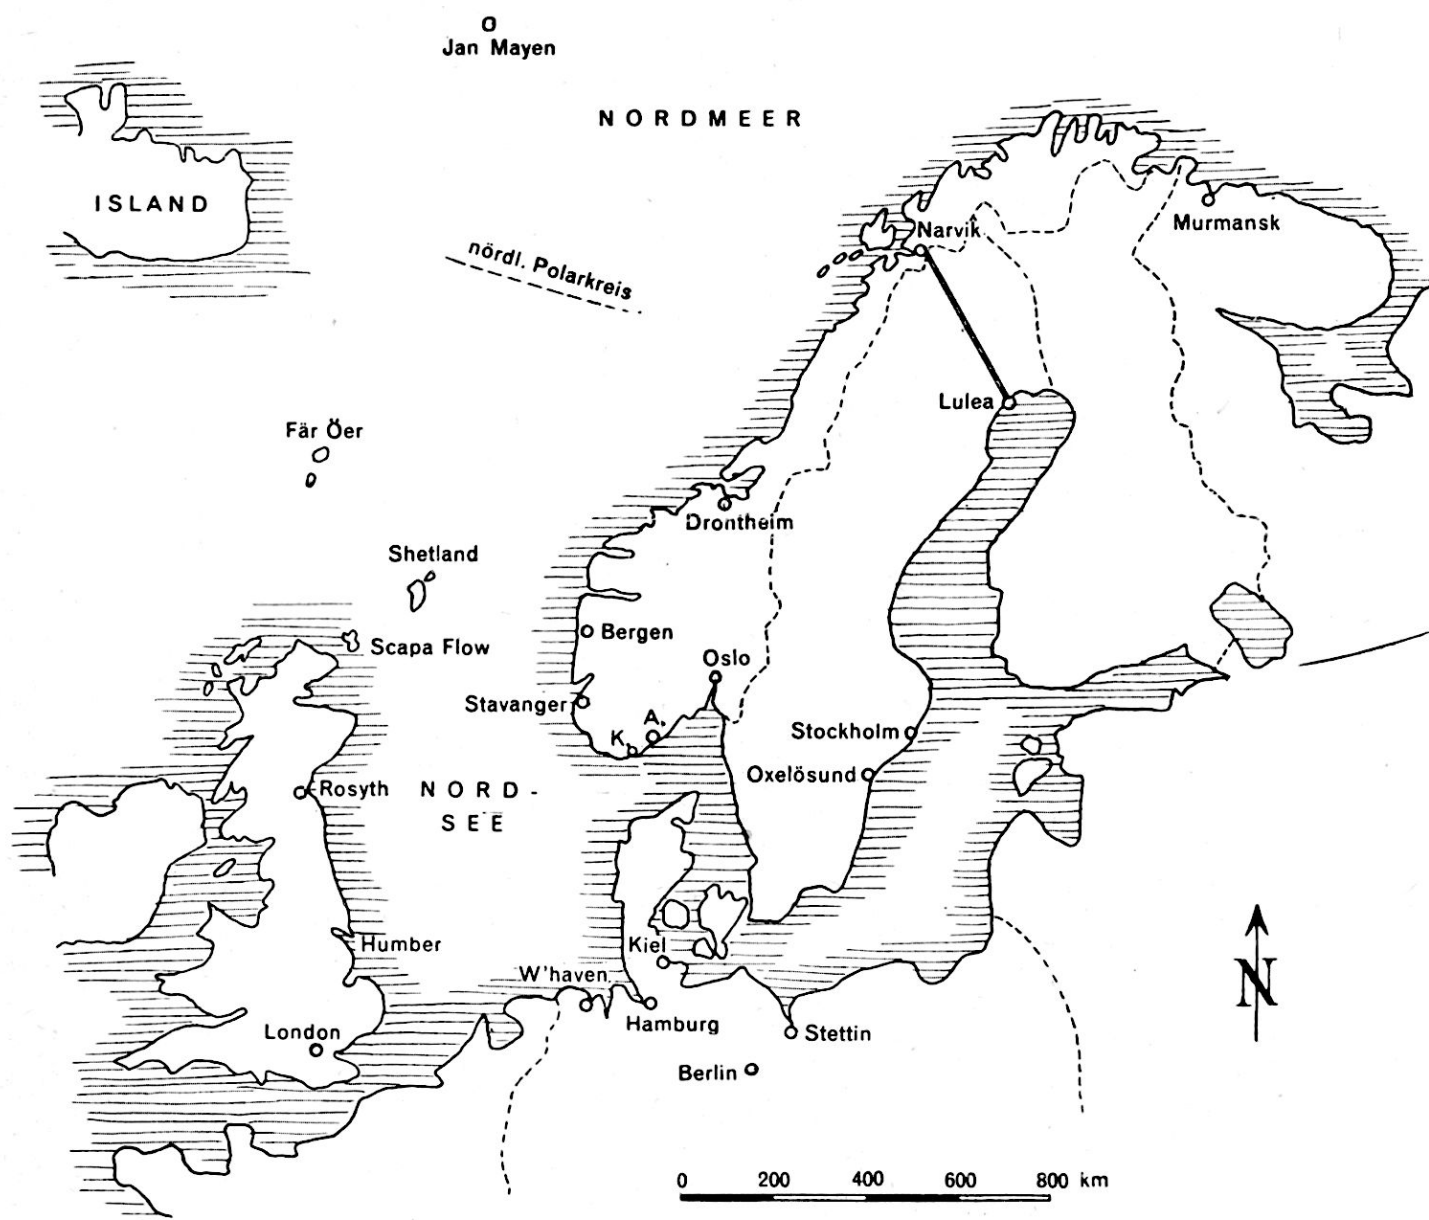 Jan Mayen
NORDMEER
ISLAND
Narvik
Murmansk
nördl. Polarkreis
Lulea
Fär Öer
Drontheim
Shetland
Bergen
Scapa Flow
Oslo
Stavanger
A.
K.
Stockholm
Oxelösund
Rosyth
NORD-
SEE
Humber
Kiel
W'haven
Hamburg
London
Stettin
Berlin
N
0 200 400 600 800 km